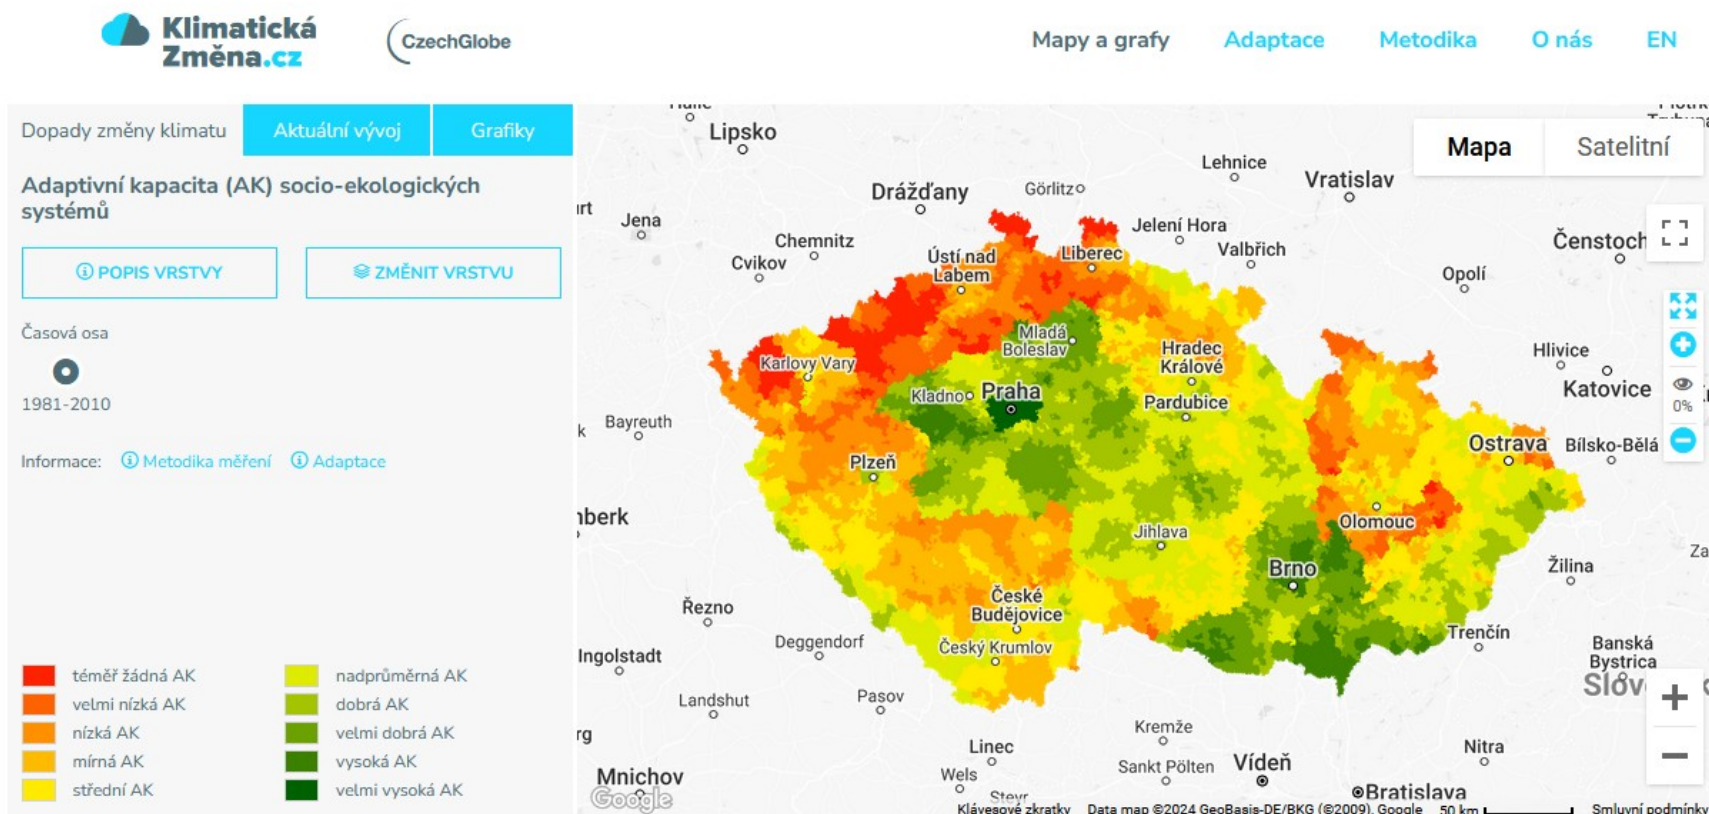 Klimatická
Změna.cz
CzechGlobe
Mapy a grafy
Adaptace
Metodika
O nás
EN
Dopady změny klimatu
Aktuální vývoj
Grafiky
Adaptivní kapacita (AK) socio-ekologických
systémů
POPIS VRSTVY
ZMĚNIT VRSTVU
Časová osa
1981-2010
Informace:
Metodika měření
Adaptace
téměř žádná AK
velmi nízká AK
nízká AK
mírná AK
střední AK
nadprůměrná AK
dobrá AK
velmi dobrá AK
vysoká AK
velmi vysoká AK
Mapa
Satelitní
Lipsko
Lehnice
Vratislav
Drážďany
Görlitz
Jena
Jelení Hora
Chemnitz
Valbřich
Čenstoch
Cvikov
Ústí nad
Labem
Liberec
Opolí
0%
Mladá
Boleslav
Hradec
Králové
Hlivice
Karlovy Vary
Katovice
Kladno
Praha
Pardubice
Bayreuth
Ostrava
Bílsko-Bělá
Plzeň
nberk
Olomouc
Jihlava
Brno
Žilina
České
Budějovice
Řezno
Trenčín
Deggendorf
Český Krumlov
Banská
Bystrica
Ingolstadt
Landshut
Pasov
Kremže
Linec
Nitra
Sankt Pölten
Vídeň
Mnichov
Wels
Steyr
Bratislava
Google
Klávesové zkratky
Data map ©2024 GeoBasis-DE/BKG (©2009), Google
50 km
Smluvní podmínky